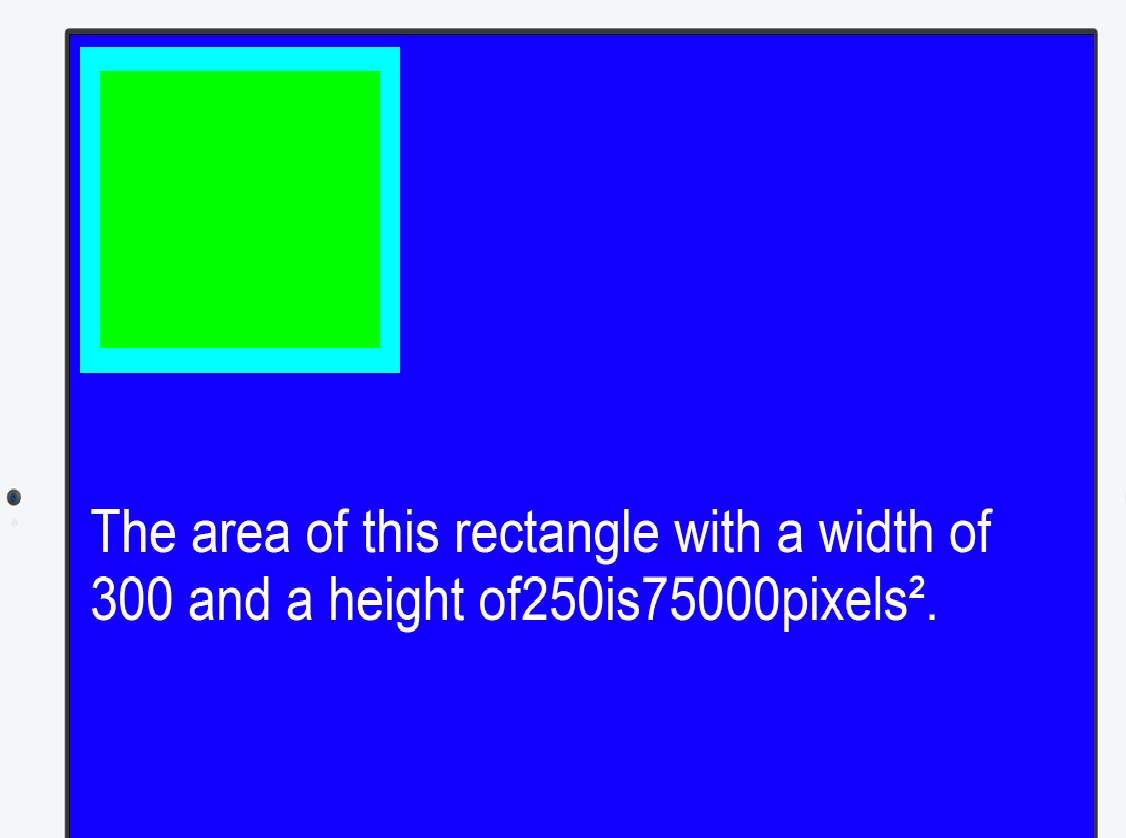 The area of this rectangle with a width of
300 and a height of250is75000pixels².